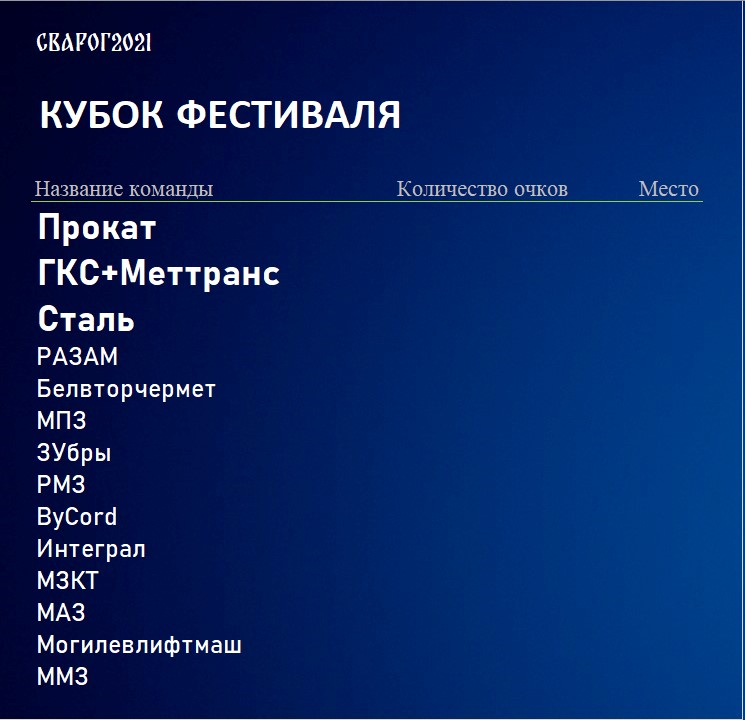 СВАРОГ2021
КУБОК ФЕСТИВАЛЯ
Название команды Количество очков Место
Прокат
ГКС+Меттранс
Сталь
РАЗАМ
Белвторчермет
МПЗ
ЗУбры
РМЗ
ByCord
Интеграл
МЗКТ
МАЗ
Могилевлифтмаш
ММЗ